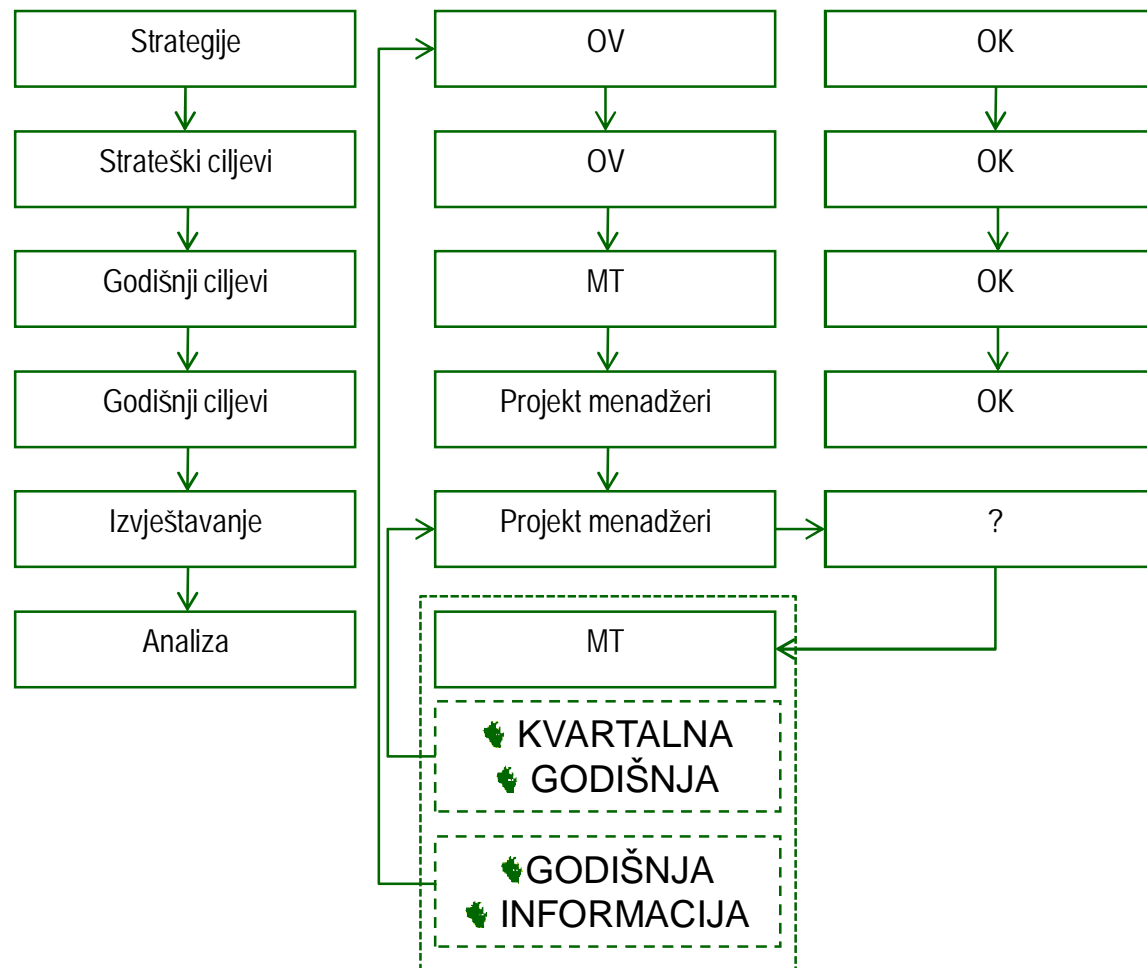 Strategije
OV
OK
Strateški ciljevi
OV
OK
Godišnji ciljevi
MT
OK
Godišnji ciljevi
Projekt menadžeri
OK
Izvještavanje
Projekt menadžeri
?
Analiza
MT
KVARTALNA
GODIŠNJA
GODIŠNJA
INFORMACIJA